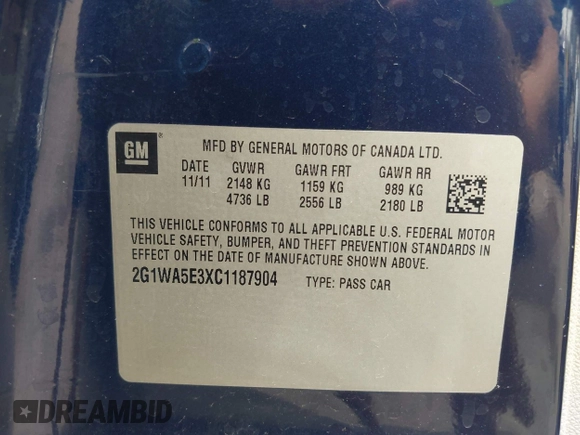 GM ® MFD BY GENERAL MOTORS OF CANADA LTD.
DATE GVWR GAWR FRT GAWR RR
11/11 2148 KG 1159 KG 989 KG
4736 LB 2556 LB 2180 LB
THIS VEHICLE CONFORMS TO ALL APPLICABLE U.S. FEDERAL MOTOR
VEHICLE SAFETY, BUMPER, AND THEFT PREVENTION STANDARDS IN
EFFECT ON THE DATE OF MANUFACTURE SHOWN ABOVE.
2G1WA5E3XC1187904 TYPE: PASS CAR
DREAMBID